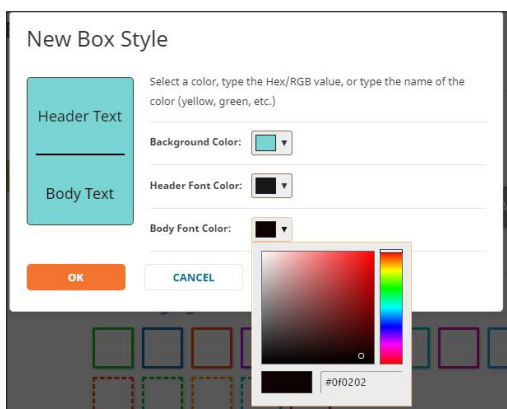 New Box Style
Select a color, type the Hex/RGB value, or type the name of the
color (yellow, green, etc.)
Header Text
Body Text
Background Color:
Header Font Color:
Body Font Color:
OK
CANCEL
#0f0202